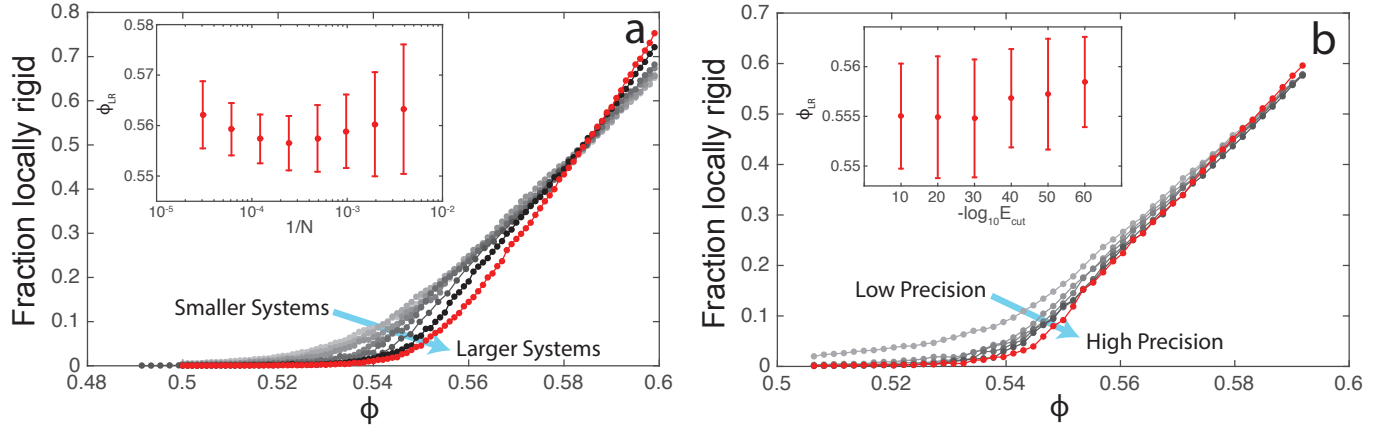 a
Fraction locally rigid
0.8
0.7
0.6
0.5
0.4
0.3
0.2
0.1
0
0.48
0.5
0.52
0.54
0.56
0.58
0.6
ϕ
Smaller Systems
Larger Systems
ϕLR
0.58
0.57
0.56
0.55
10⁻⁵
10⁻⁴
10⁻³
10⁻²
1/N
b
Fraction locally rigid
0.8
0.7
0.6
0.5
0.4
0.3
0.2
0.1
0
0.5
0.52
0.54
0.56
0.58
0.6
ϕ
Low Precision
High Precision
ϕLR
0.56
0.555
0.55
10 20 30 40 50 60
-log₁₀Ecut